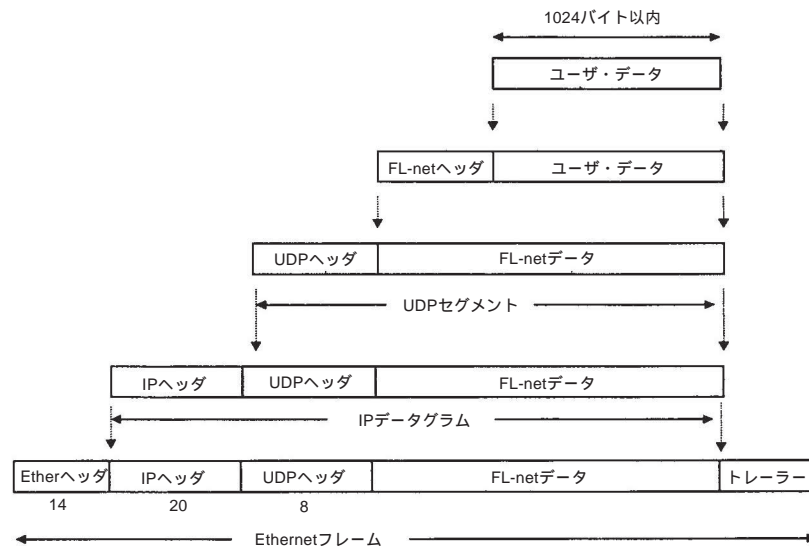 1024バイト以内
ユーザ・データ
FL-netヘッダ ユーザ・データ
UDPヘッダ FL-netデータ
UDPセグメント
IPヘッダ UDPヘッダ FL-netデータ
IPデータグラム
Etherヘッダ IPヘッダ UDPヘッダ FL-netデータ トレーラー
14 20 8
Ethernetフレーム